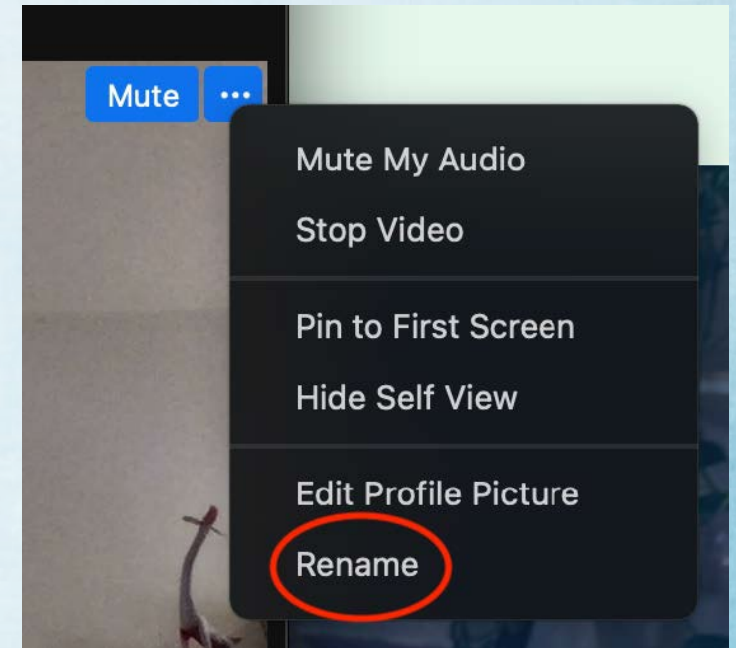 Mute ...
Mute My Audio
Stop Video
Pin to First Screen
Hide Self View
Edit Profile Picture
Rename